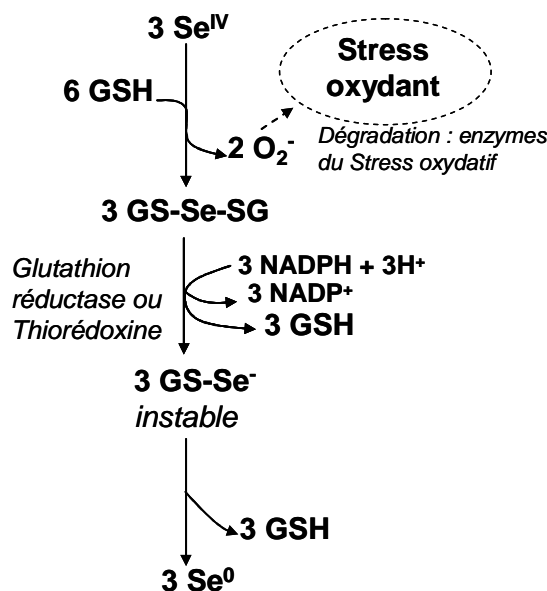 3 Se^IV
Stress
oxydant
6 GSH
2 O₂⁻
Dégradation : enzymes
du Stress oxydatif
3 GS-Se-SG
Glutathion
réductase ou
Thiorédoxine
3 NADPH + 3H⁺
3 NADP⁺
3 GSH
3 GS-Se⁻
instable
3 GSH
3 Se⁰